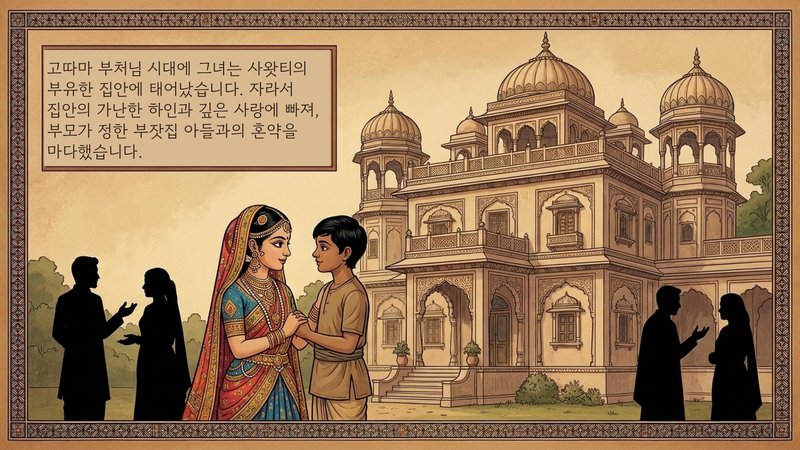 고따마 부처님 시대에 그녀는 사왓티의
부유한 집안에 태어났습니다. 자라서
집안의 가난한 하인과 깊은 사랑에 빠져,
부모가 정한 부잣집 아들과의 혼약을
마다했습니다.